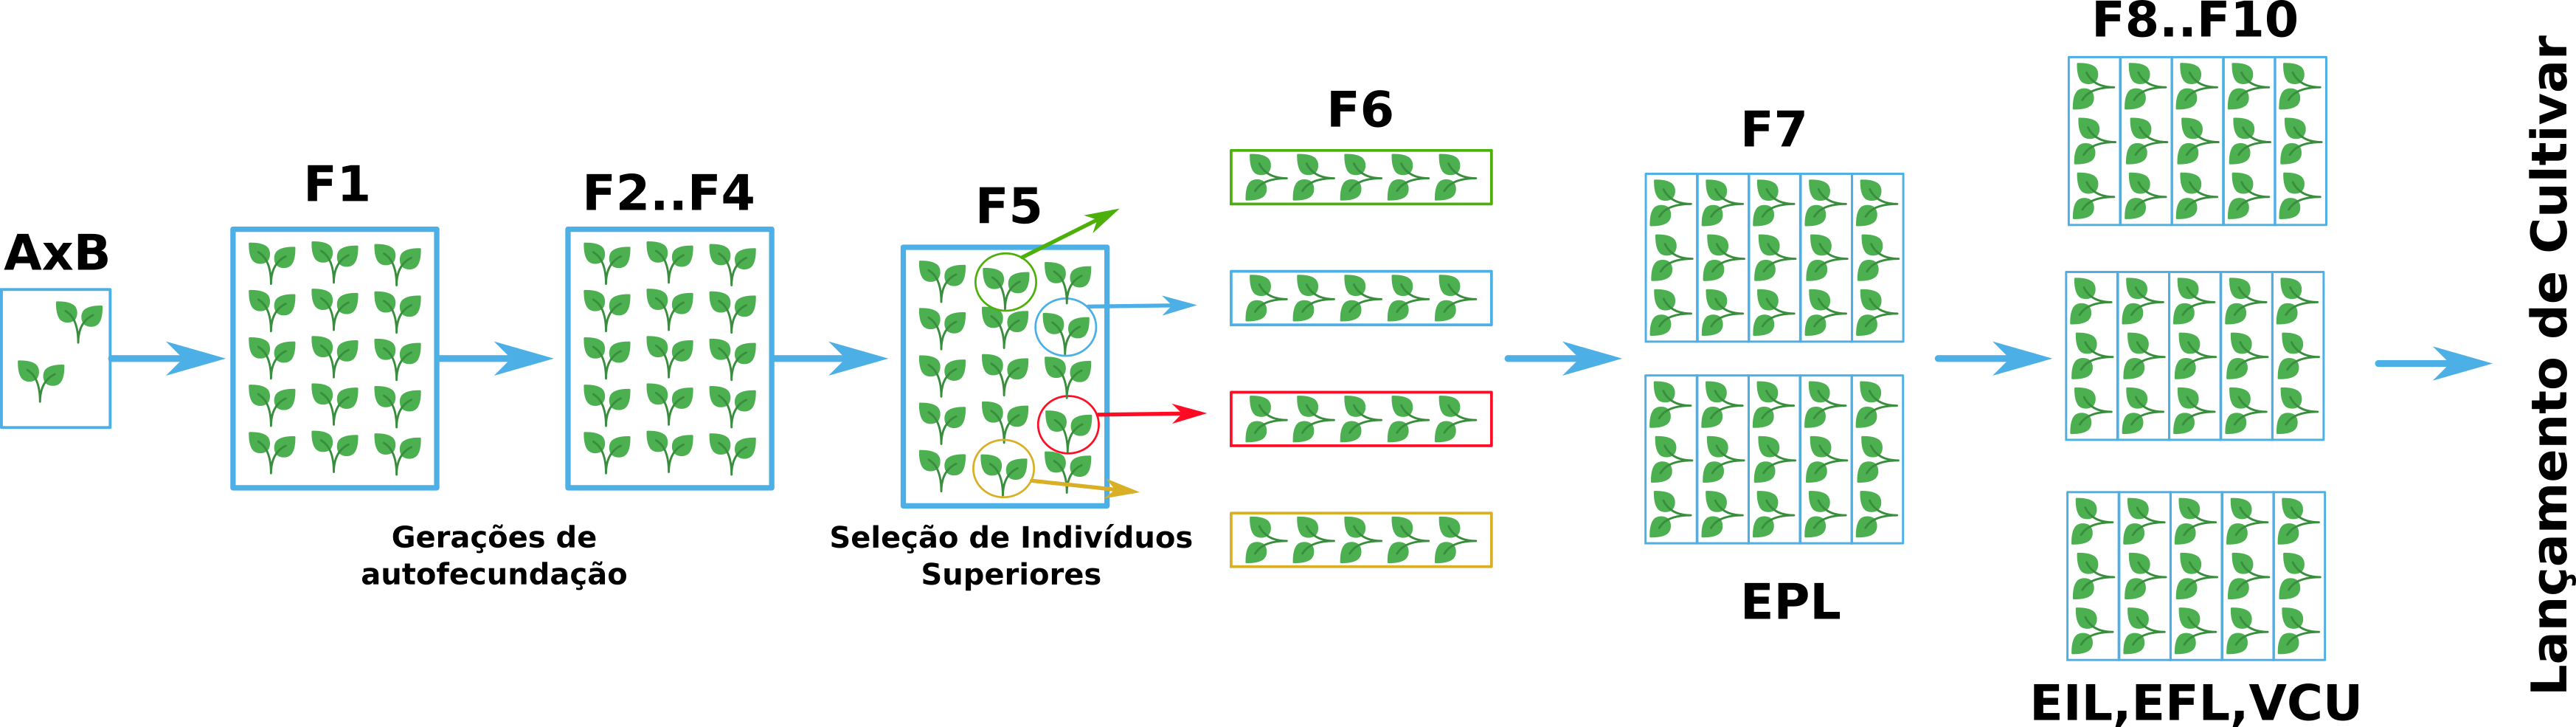 AxB
F1
F2..F4
Gerações de
autofecundação
F5
Seleção de Indivíduos
Superiores
F6
F7
EPL
F8..F10
EIL,EFL,VCU
Lançamento de Cultivar